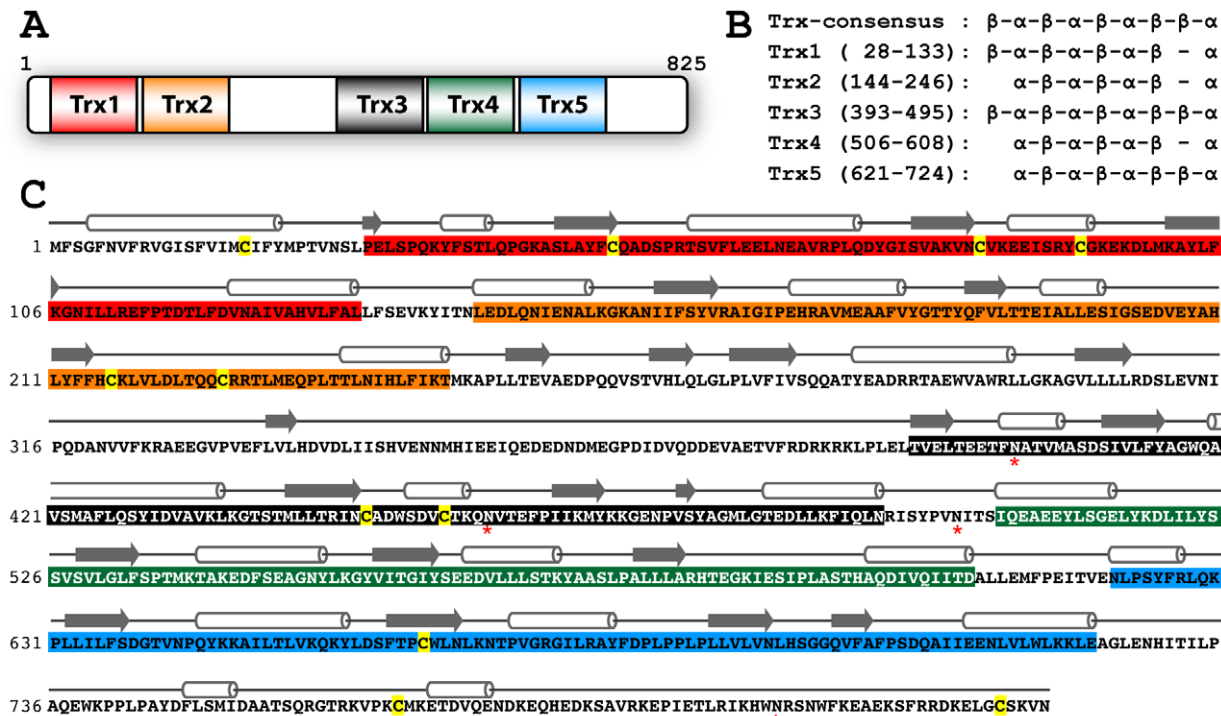 A
1 825
Trx1 Trx2 Trx3 Trx4 Trx5
B
Trx-consensus : β-α-β-α-β-α-β-β-α
Trx1 ( 28-133): β-α-β-α-β-α-β - α
Trx2 (144-246): α-β-α-β-α-β - α
Trx3 (393-495): β-α-β-α-β-α-β-β-α
Trx4 (506-608): α-β-α-β-α-β - α
Trx5 (621-724): α-β-α-β-α-β-β-α
C
1 MFSGFNVFRVGISFVIMCIFYMPTVNSLPELSPQKYFSTLQPGKASLAYFCQADSPRTSVFLEELNEAVRPLQDYGISVAKVNCVKEEISRYCGKEKDLMKAYLF
106 KGNILLREFPTDTLFDVNAIVAHVLFALLFSEVKYITNLEDLQNIENALKGKANIIFSYVRAIGIPEHRAVMEAAFVYGTTYQFVLTTEIALLESIGSEDVEYAH
211 LYFFHCKLVLDLTQQCRRTLMEQPLTTLNIHLFIKTMKAPLLTEVAEDPQQVSTVHLQLGLPLVFIVSQQATYEADRRTAEWVAWRLLGKAGVLLLLRDSLEVNI
316 PQDANVVFKRAEEGVPVEFLVLHDVDLIISHVENNMHIEEIQEDEDNDMEGPDIDVQDDEVAETVFRDRKRKLPLELTVELTEETFNATVMASDSIVLFYAGWQA
*
421 VSMAFLQSYIDVAVKLKGTSTMLLTRINCADWSDVCTKQNVTEFPIIKMYKKGENPVSYAGMLGTEDLLKFIQLNRISYPVNITSIQEAEEYLSGELYKDLILYS
* *
526 SVSVLGLFSPTMKTAKEDFSEAGNYLKGYVITGIYSEEDVLLLSTKYAASLPALLLARHTEGKIESIPLASTHAQDIVQIITDALLEMFPEITVENLPSYFRLQK
631 PLLILFSDGTVNPQYKKAILTLVKQKYLDSFTPCWLNLKNTPVGRGILRAYFDPLPPLPLLVLVNLHSGGQVFAFPSDQAIIEENLVLWLKKLEAGLENHITILP
736 AQEWKPPLPAYDFLSMIDAATSQRGTRKVPKCMKETDVQENDKEQHEDKSAVRKEPIETLRIKHWNRSNWFKEAEKSFRRDKELGCSKVN